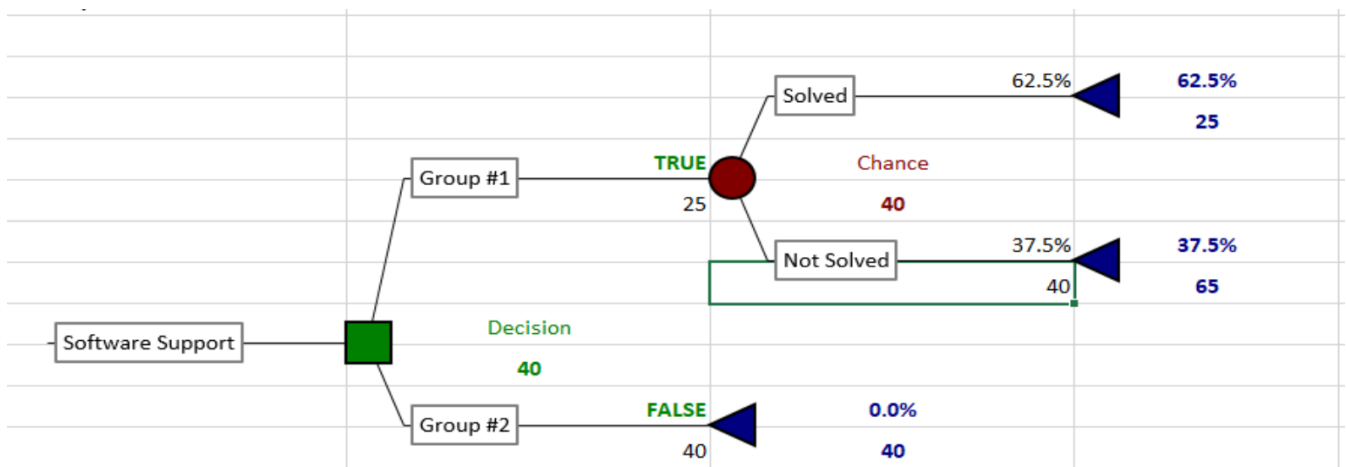 62.5% 62.5%
Solved
25
TRUE Chance
Group #1
25 40
37.5% 37.5%
Not Solved
40 65
Decision
Software Support
40
FALSE 0.0%
Group #2
40 40